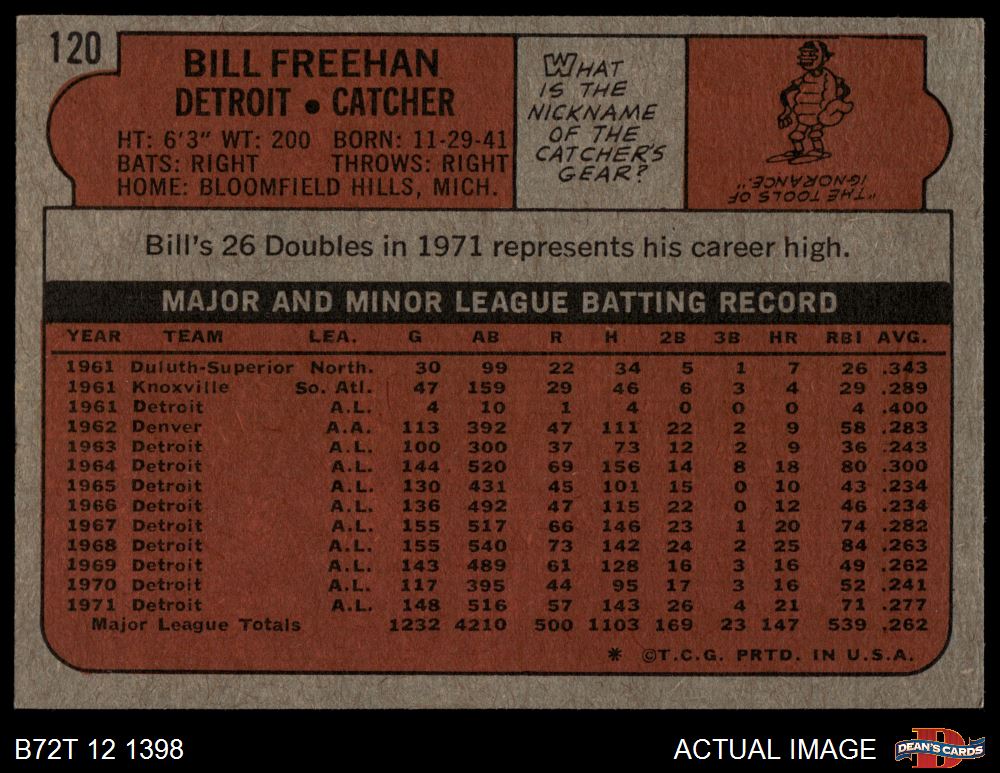 120
BILL FREEHAN
DETROIT • CATCHER
HT: 6'3" WT: 200 BORN: 11-29-41
BATS: RIGHT THROWS: RIGHT
HOME: BLOOMFIELD HILLS, MICH.
WHAT
IS THE
NICKNAME
OF THE
CATCHER'S
GEAR?
"THE TOOLS OF
IGNORANCE."
Bill's 26 Doubles in 1971 represents his career high.
MAJOR AND MINOR LEAGUE BATTING RECORD
YEAR TEAM LEA. G AB R H 2B 3B HR RBI AVG.
1961 Duluth-Superior North. 30 99 22 34 5 1 7 26 .343
1961 Knoxville So. Atl. 47 159 29 46 6 3 4 29 .289
1961 Detroit A.L. 4 10 1 4 0 0 0 4 .400
1962 Denver A.A. 113 392 47 111 22 2 9 58 .283
1963 Detroit A.L. 100 300 37 73 12 2 9 36 .243
1964 Detroit A.L. 144 520 69 156 14 8 18 80 .300
1965 Detroit A.L. 130 431 45 101 15 0 10 43 .234
1966 Detroit A.L. 136 492 47 115 22 0 12 46 .234
1967 Detroit A.L. 155 517 66 146 23 1 20 74 .282
1968 Detroit A.L. 155 540 73 142 24 2 25 84 .263
1969 Detroit A.L. 143 489 61 128 16 3 16 49 .262
1970 Detroit A.L. 117 395 44 95 17 3 16 52 .241
1971 Detroit A.L. 148 516 57 143 26 4 21 71 .277
Major League Totals 1232 4210 500 1103 169 23 147 539 .262
* ©T.C.G. PRTD. IN U.S.A.
B72T 12 1398
ACTUAL IMAGE
D
DEAN'S CARDS